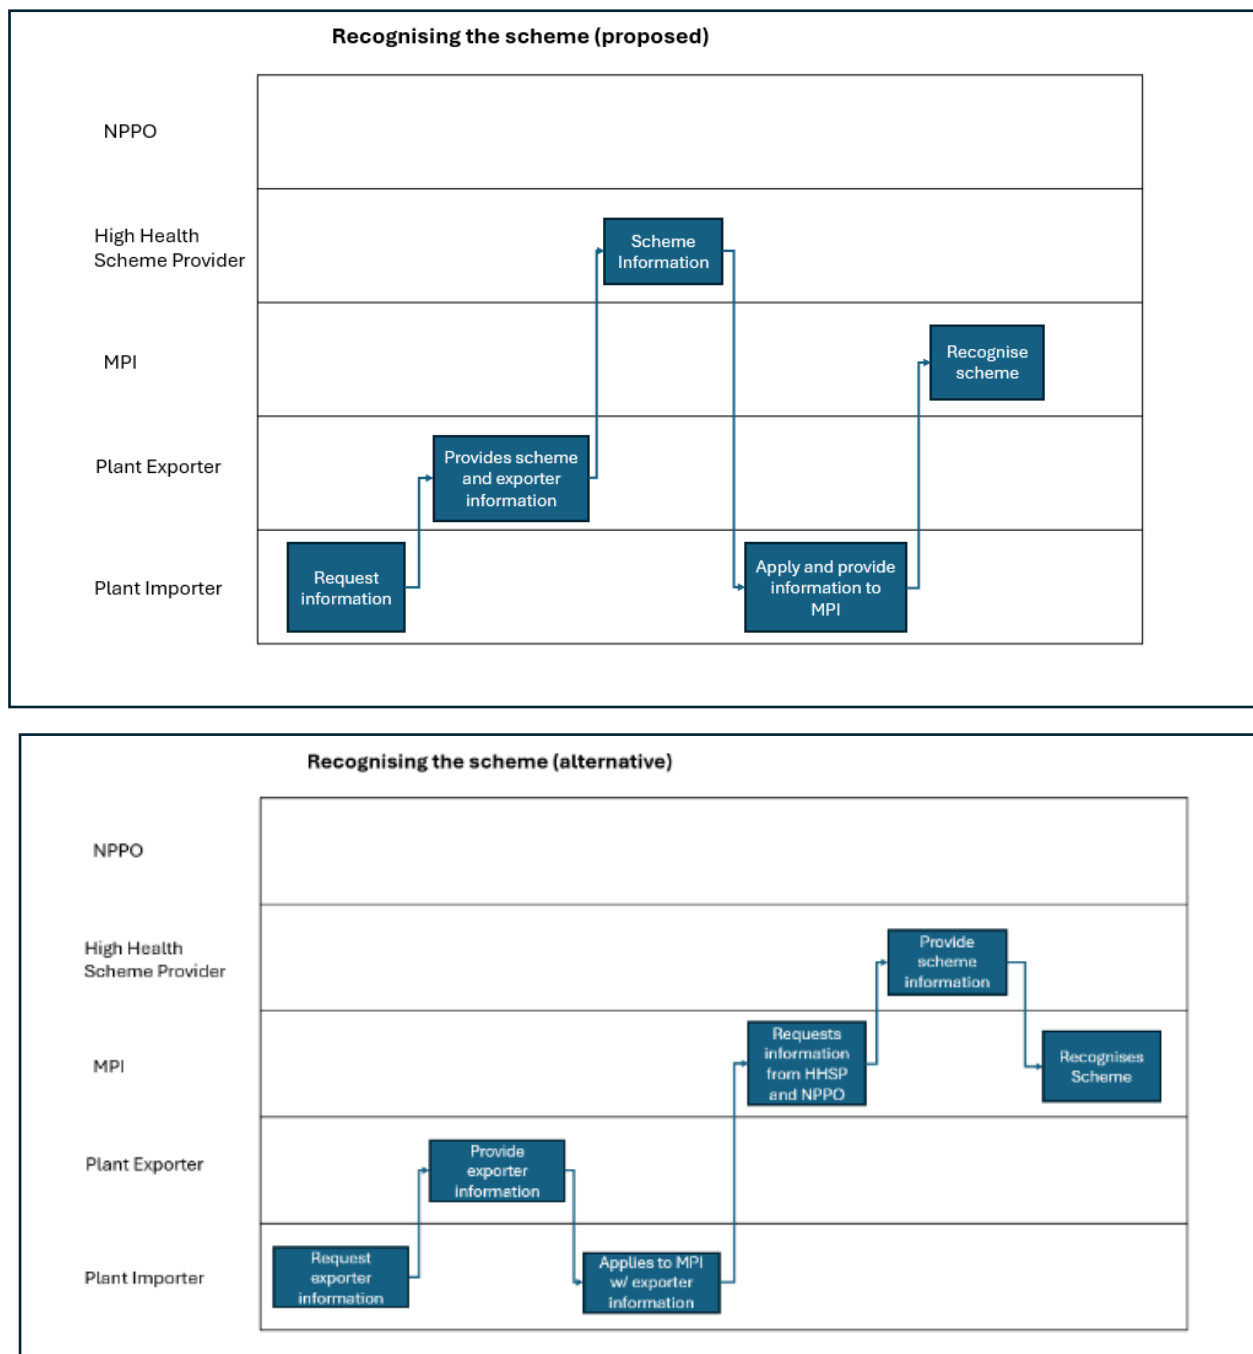 Recognising the scheme (proposed)
NPPO
High Health
Scheme Provider
Scheme
Information
MPI
Recognise
scheme
Plant Exporter
Provides scheme
and exporter
information
Plant Importer
Request
information
Apply and provide
information to
MPI
Recognising the scheme (alternative)
NPPO
High Health
Scheme Provider
Provide
scheme
information
MPI
Requests
information
from HHSP
and NPPO
Recognises
Scheme
Plant Exporter
Provide
exporter
information
Plant Importer
Request
exporter
information
Applies to MPI
w/ exporter
information